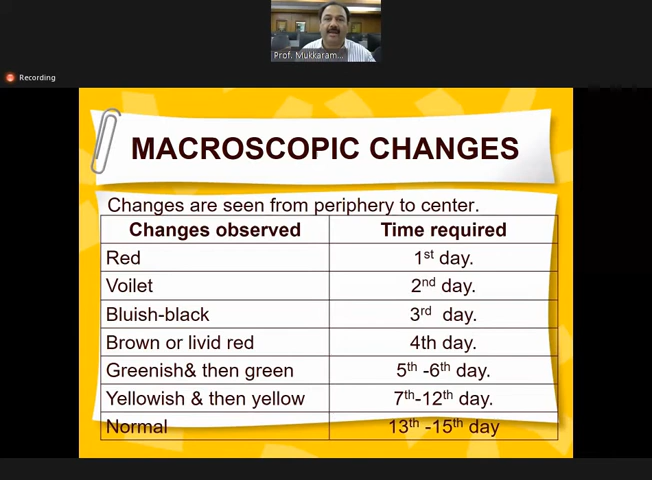 Prof. Mukkaram...
Recording
MACROSCOPIC CHANGES
Changes are seen from periphery to center.
Changes observed Time required
Red 1st day.
Voilet 2nd day.
Bluish-black 3rd day.
Brown or livid red 4th day.
Greenish& then green 5th -6th day.
Yellowish & then yellow 7th-12th day.
Normal 13th -15th day